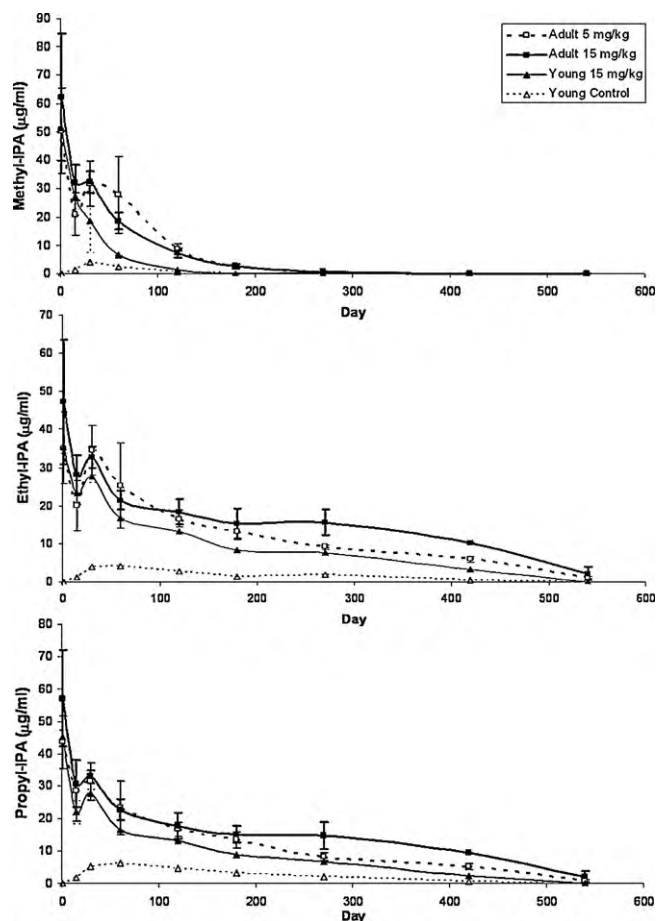 90
80
70
60
50
40
30
20
10
0
Methyl-IPA (µg/ml)
Adult 5 mg/kg
Adult 15 mg/kg
Young 15 mg/kg
Young Control
0 100 200 300 400 500 600
Day
70
60
50
40
30
20
10
0
Ethyl-IPA (µg/ml)
0 100 200 300 400 500 600
Day
80
70
60
50
40
30
20
10
0
Propyl-IPA (µg/ml)
0 100 200 300 400 500 600
Day